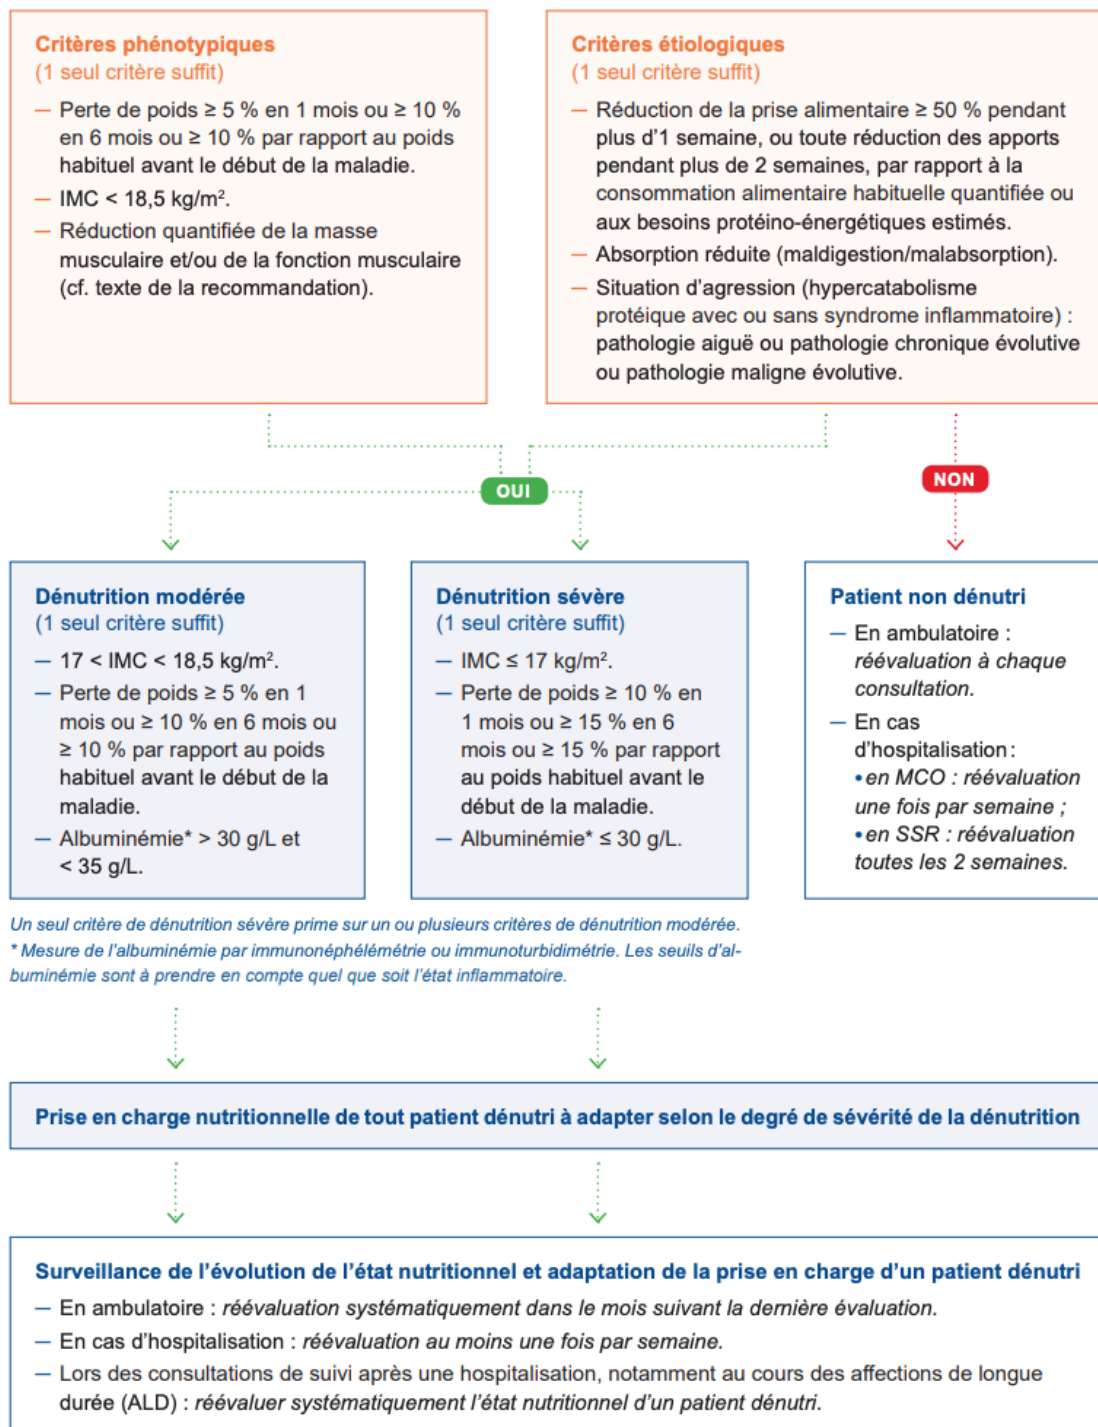 Critères phénotypiques
(1 seul critère suffit)
— Perte de poids ≥ 5 % en 1 mois ou ≥ 10 %
en 6 mois ou ≥ 10 % par rapport au poids
habituel avant le début de la maladie.
— IMC < 18,5 kg/m².
— Réduction quantifiée de la masse
musculaire et/ou de la fonction musculaire
(cf. texte de la recommandation).
Critères étiologiques
(1 seul critère suffit)
— Réduction de la prise alimentaire ≥ 50 % pendant
plus d'1 semaine, ou toute réduction des apports
pendant plus de 2 semaines, par rapport à la
consommation alimentaire habituelle quantifiée ou
aux besoins protéino-énergétiques estimés.
— Absorption réduite (maldigestion/malabsorption).
— Situation d'agression (hypercatabolisme
protéique avec ou sans syndrome inflammatoire) :
pathologie aiguë ou pathologie chronique évolutive
ou pathologie maligne évolutive.
OUI
NON
Dénutrition modérée
(1 seul critère suffit)
— 17 < IMC < 18,5 kg/m².
— Perte de poids ≥ 5 % en 1
mois ou ≥ 10 % en 6 mois ou
≥ 10 % par rapport au poids
habituel avant le début de la
maladie.
— Albuminémie* > 30 g/L et
< 35 g/L.
Dénutrition sévère
(1 seul critère suffit)
— IMC ≤ 17 kg/m².
— Perte de poids ≥ 10 % en
1 mois ou ≥ 15 % en 6
mois ou ≥ 15 % par rapport
au poids habituel avant le
début de la maladie.
— Albuminémie* ≤ 30 g/L.
Patient non dénutri
— En ambulatoire :
réévaluation à chaque
consultation.
— En cas
d'hospitalisation :
• en MCO : réévaluation
une fois par semaine ;
• en SSR : réévaluation
toutes les 2 semaines.
Un seul critère de dénutrition sévère prime sur un ou plusieurs critères de dénutrition modérée.
* Mesure de l'albuminémie par immunonéphélémétrie ou immunoturbidimétrie. Les seuils d'al-
buminémie sont à prendre en compte quel que soit l'état inflammatoire.
Prise en charge nutritionnelle de tout patient dénutri à adapter selon le degré de sévérité de la dénutrition
Surveillance de l'évolution de l'état nutritionnel et adaptation de la prise en charge d'un patient dénutri
— En ambulatoire : réévaluation systématiquement dans le mois suivant la dernière évaluation.
— En cas d'hospitalisation : réévaluation au moins une fois par semaine.
— Lors des consultations de suivi après une hospitalisation, notamment au cours des affections de longue
durée (ALD) : réévaluer systématiquement l'état nutritionnel d'un patient dénutri.